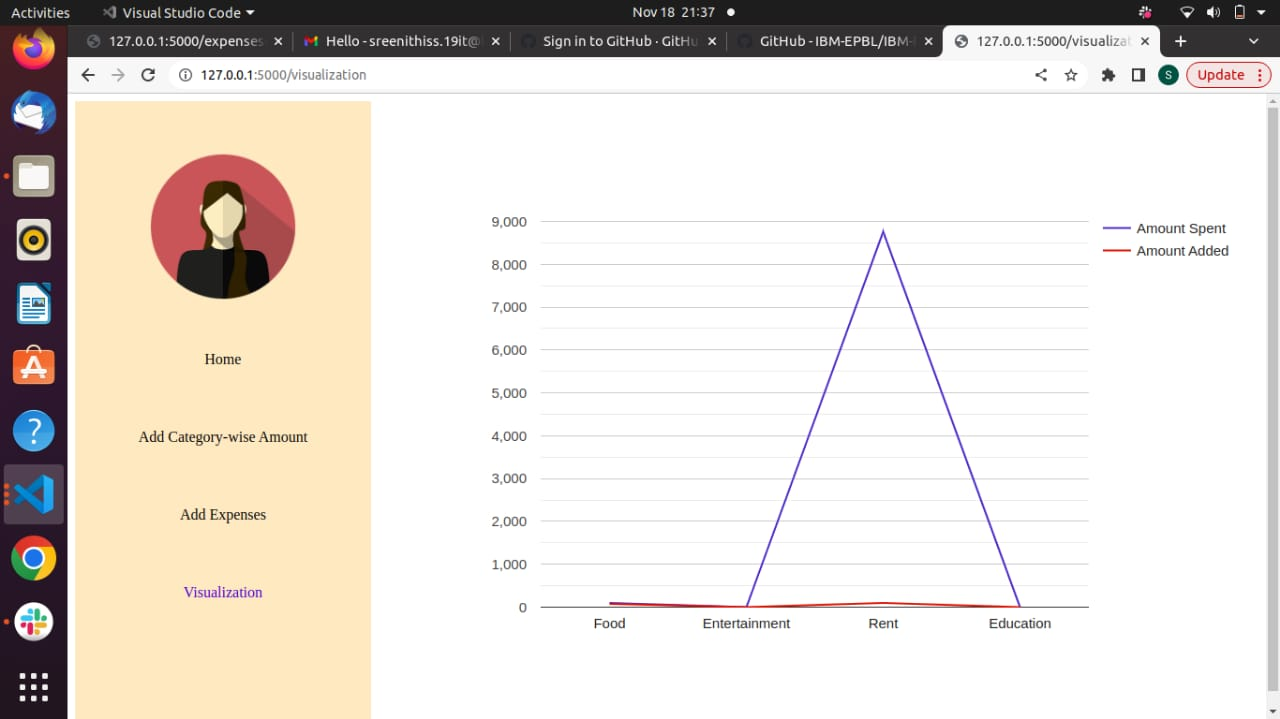 Activities Visual Studio Code Nov 18 21:37
127.0.0.1:5000/expenses Hello - sreenithiss.19it@ Sign in to GitHub · GitHu GitHub - IBM-EPBL/IBM- 127.0.0.1:5000/visualizat
127.0.0.1:5000/visualization S Update
Home
Add Category-wise Amount
Add Expenses
Visualization
9,000
8,000
7,000
6,000
5,000
4,000
3,000
2,000
1,000
0
Food Entertainment Rent Education
Amount Spent
Amount Added